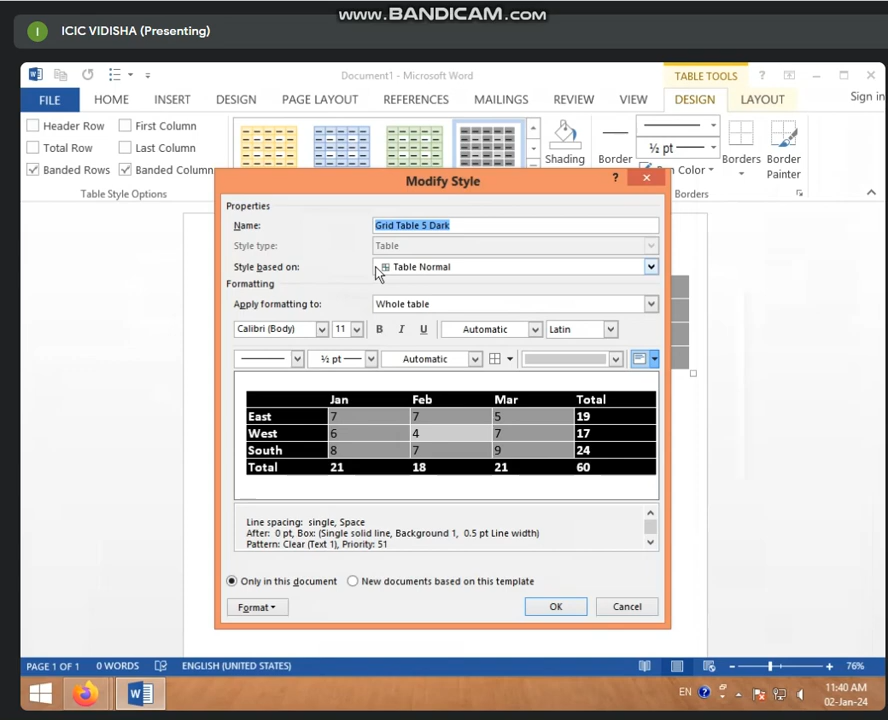 www.BANDICAM.com
I ICIC VIDISHA (Presenting)
Document1 - Microsoft Word
TABLE TOOLS
?
FILE HOME INSERT DESIGN PAGE LAYOUT REFERENCES MAILINGS REVIEW VIEW DESIGN LAYOUT Sign in
Header Row First Column
Total Row Last Column
Banded Rows Banded Column
Table Style Options
Shading
Border
½ pt
Pen Color
Borders
Border
Painter
Borders
Modify Style
?
Properties
Name: Grid Table 5 Dark
Style type: Table
Style based on: Table Normal
Formatting
Apply formatting to: Whole table
Calibri (Body) 11 B I U Automatic Latin
½ pt Automatic
Jan Feb Mar Total
East 7 7 5 19
West 6 4 7 17
South 8 7 9 24
Total 21 18 21 60
Line spacing: single, Space
After: 0 pt, Box: (Single solid line, Background 1, 0.5 pt Line width)
Pattern: Clear (Text 1), Priority: 51
Only in this document New documents based on this template
Format OK Cancel
PAGE 1 OF 1 0 WORDS ENGLISH (UNITED STATES) 76%
EN ? 11:40 AM
02-Jan-24